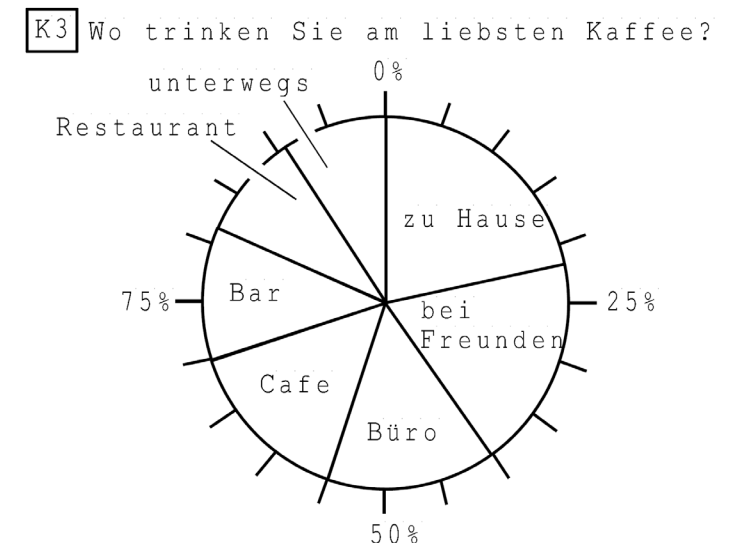 K3 Wo trinken Sie am liebsten Kaffee?
0%
unterwegs
Restaurant
zu Hause
Bar
75%
25%
bei
Freunden
Cafe
Büro
50%